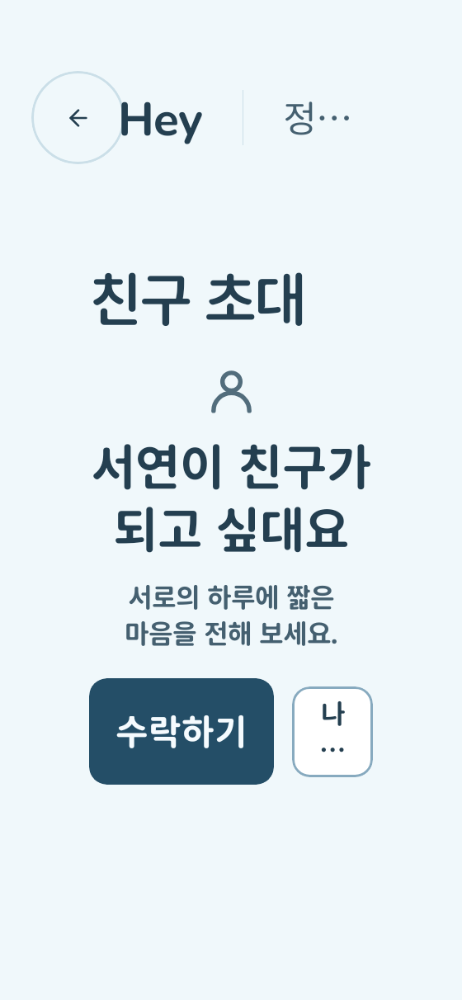 Hey
정…
친구 초대
서연이 친구가
되고 싶대요
서로의 하루에 짧은
마음을 전해 보세요.
수락하기
나
…